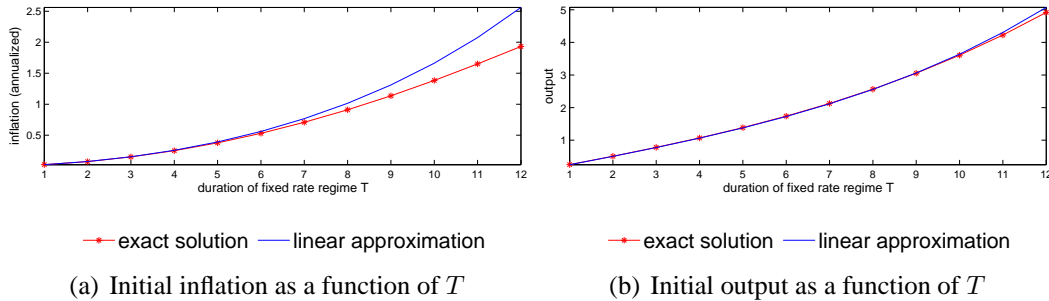 2.5
2
1.5
1
0.5
inflation (annualized)
1 2 3 4 5 6 7 8 9 10 11 12
duration of fixed rate regime T
exact solution linear approximation
(a) Initial inflation as a function of T
5
4
3
2
1
output
1 2 3 4 5 6 7 8 9 10 11 12
duration of fixed rate regime T
exact solution linear approximation
(b) Initial output as a function of T